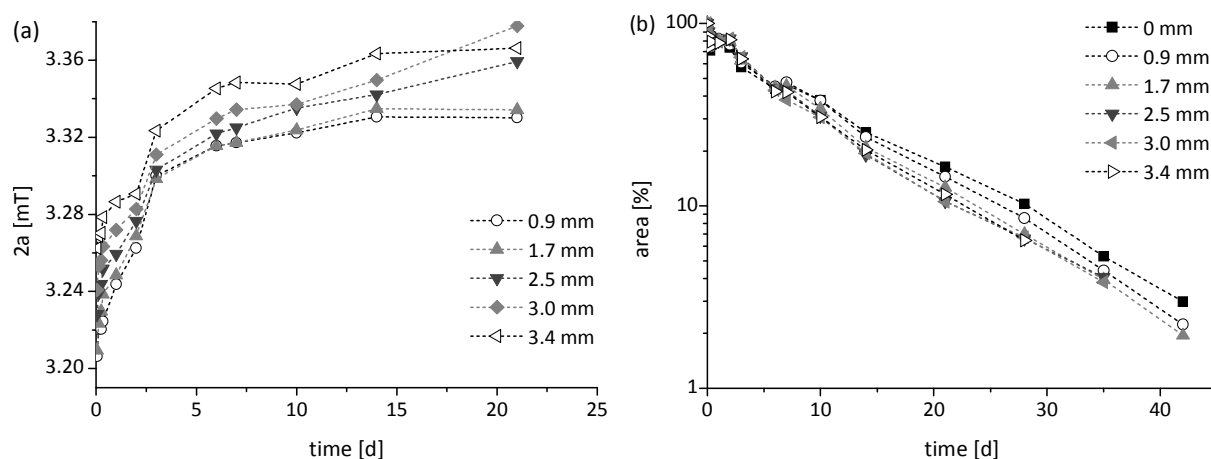 (a)
2a [mT]
3.36
3.32
3.28
3.24
3.20
0 5 10 15 20 25
time [d]
0.9 mm
1.7 mm
2.5 mm
3.0 mm
3.4 mm
(b)
area [%]
100
10
1
0 10 20 30 40
time [d]
0 mm
0.9 mm
1.7 mm
2.5 mm
3.0 mm
3.4 mm